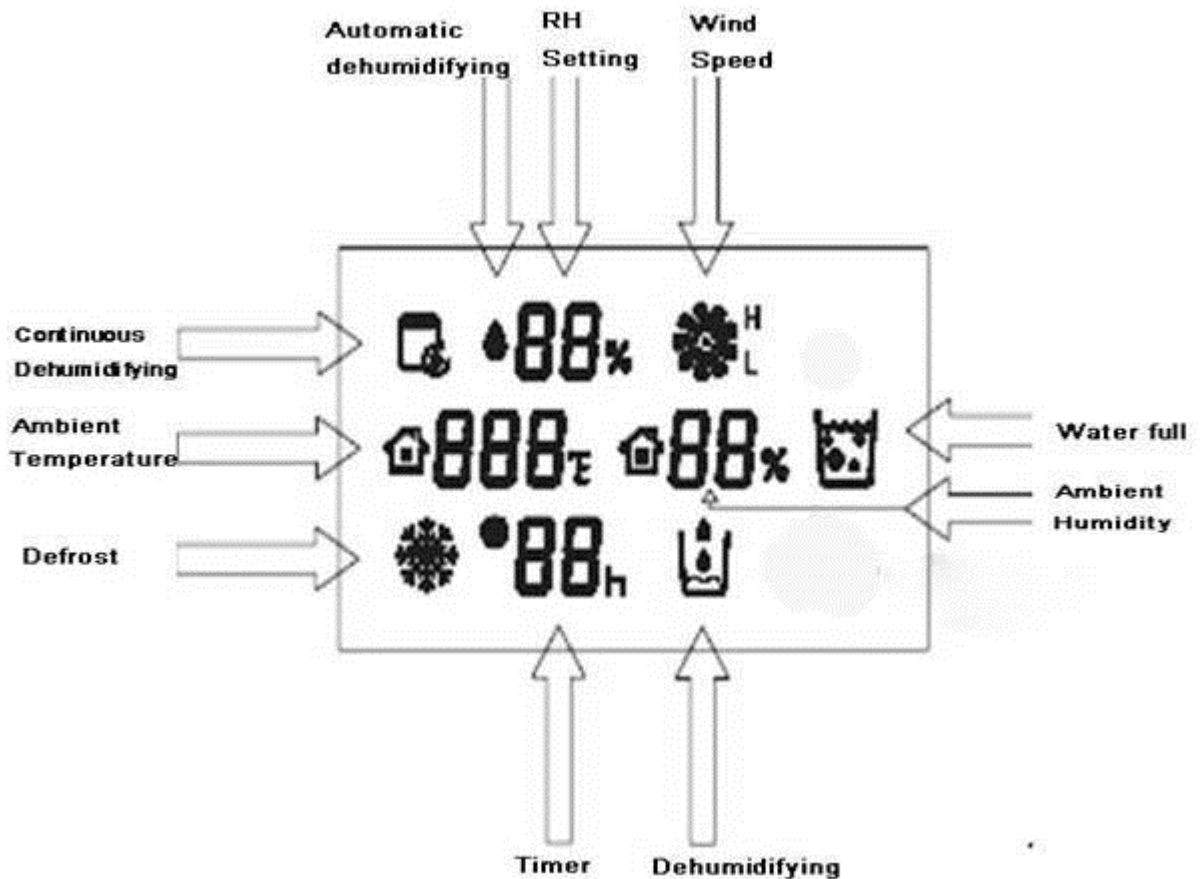 Automatic
dehumidifying
RH
Setting
Wind
Speed
Continuous
Dehumidifying
88%
H
L
Ambient
Temperature
888℃
88%
Water full
Ambient
Humidity
Defrost
88h
Timer
Dehumidifying